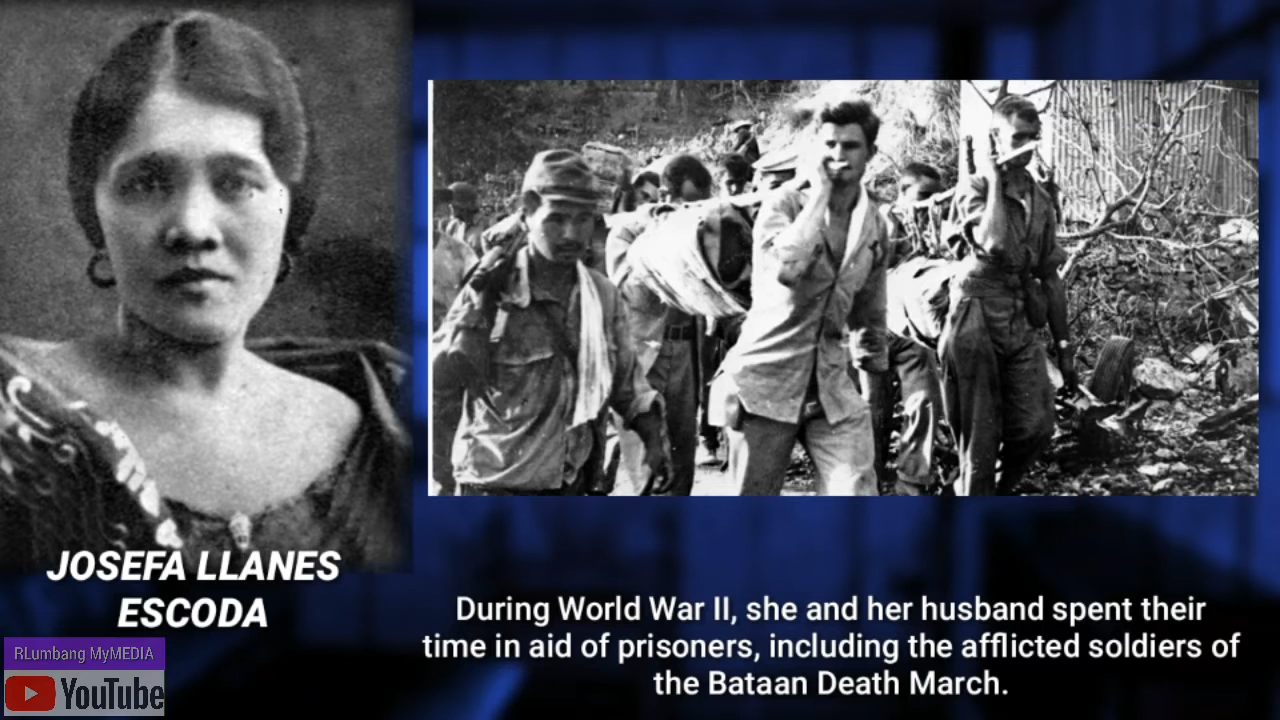 JOSEFA LLANES
ESCODA
During World War II, she and her husband spent their
time in aid of prisoners, including the afflicted soldiers of
the Bataan Death March.
RLumbang MyMEDIA
YouTube